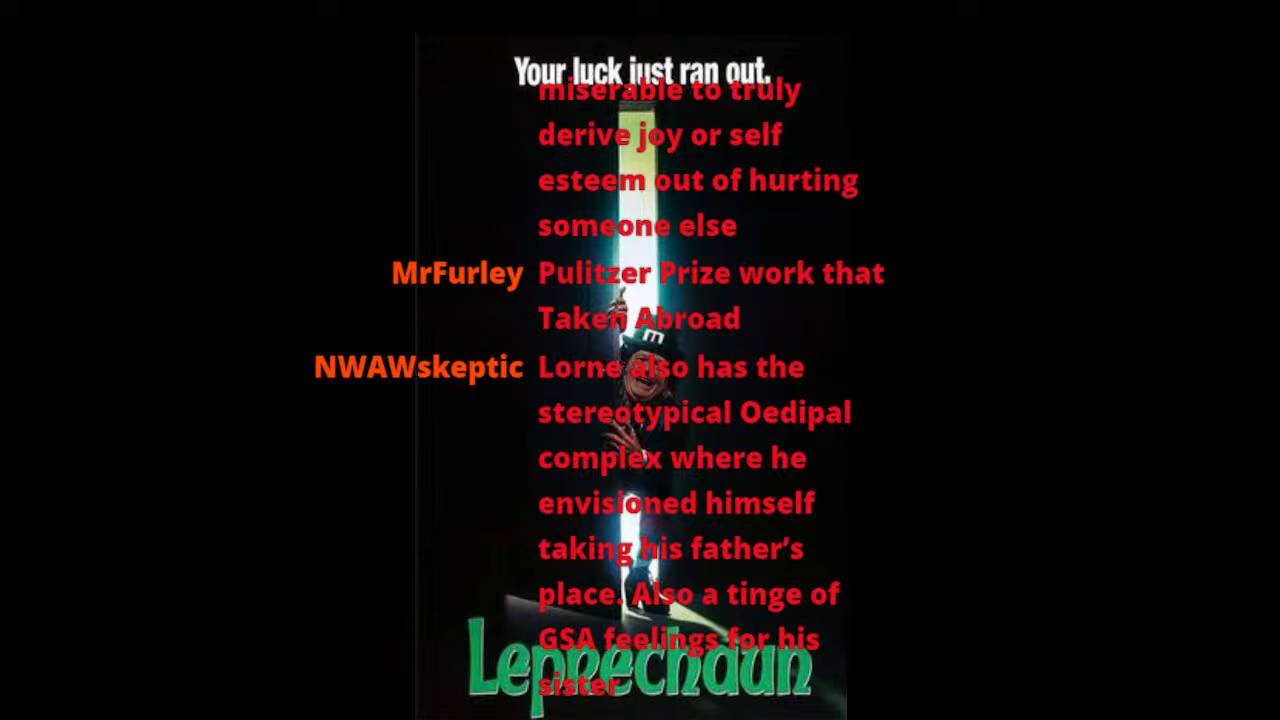 Your luck just ran out.
miserable to truly
derive joy or self
esteem out of hurting
someone else
MrFurley Pulitzer Prize work that
Taken Abroad
NWAWskeptic Lorne also has the
stereotypical Oedipal
complex where he
envisioned himself
taking his father’s
place. Also a tinge of
GSA feelings for his
sister
Leprechaun